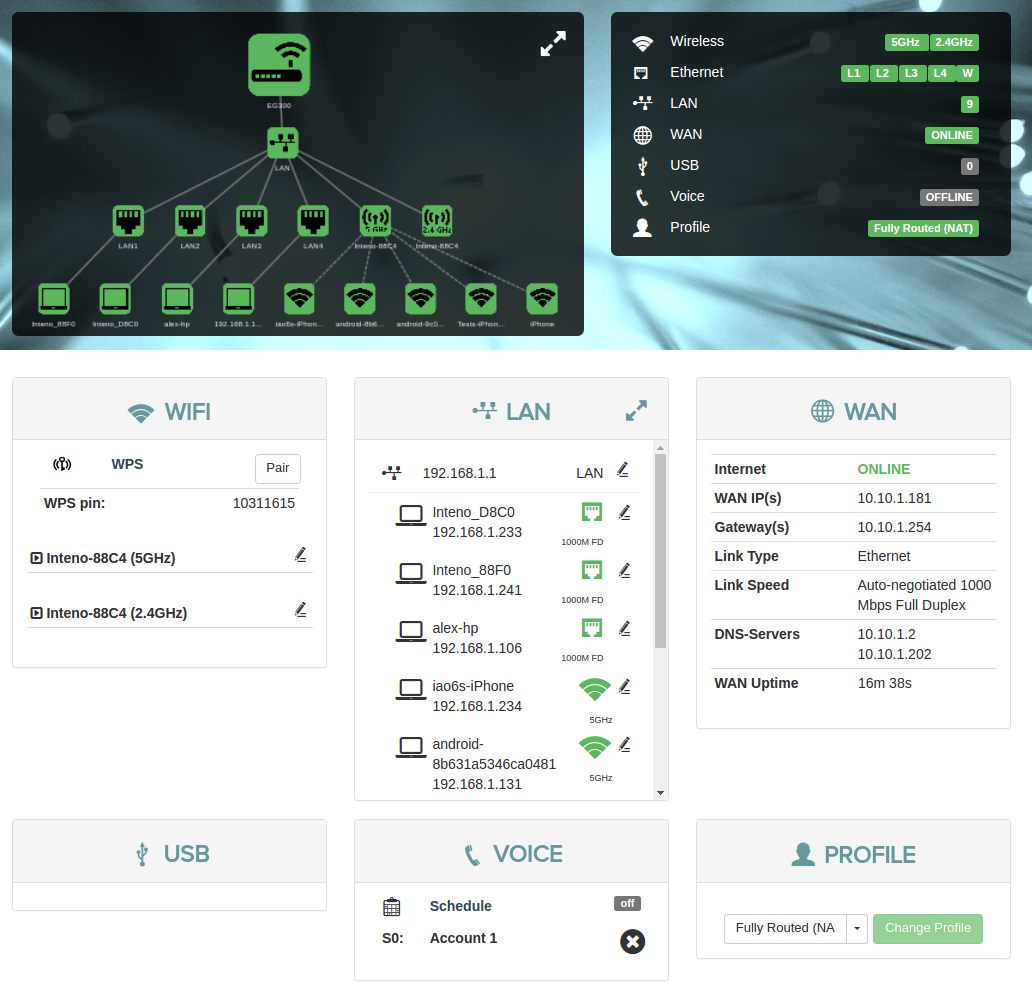 EG300
LAN
LAN1 LAN2 LAN3 LAN4 Inteno-88C4 Inteno-88C4
5 GHz 2.4 GHz
Inteno_88F0 Inteno_D8C0 alex-hp 192.168.1.1... iao6s-iPhon... android-8b6... android-9c0... Tests-iPhon... iPhone
Wireless 5GHz 2.4GHz
Ethernet L1 L2 L3 L4 W
LAN 9
WAN ONLINE
USB 0
Voice OFFLINE
Profile Fully Routed (NAT)
WIFI
WPS Pair
WPS pin: 10311615
Inteno-88C4 (5GHz)
Inteno-88C4 (2.4GHz)
LAN
192.168.1.1 LAN
Inteno_D8C0
192.168.1.233
1000M FD
Inteno_88F0
192.168.1.241
1000M FD
alex-hp
192.168.1.106
1000M FD
iao6s-iPhone
192.168.1.234
5GHz
android-
8b631a5346ca0481
192.168.1.131
5GHz
WAN
Internet ONLINE
WAN IP(s) 10.10.1.181
Gateway(s) 10.10.1.254
Link Type Ethernet
Link Speed Auto-negotiated 1000
Mbps Full Duplex
DNS-Servers 10.10.1.2
10.10.1.202
WAN Uptime 16m 38s
USB
VOICE
Schedule off
S0: Account 1
PROFILE
Fully Routed (NA Change Profile